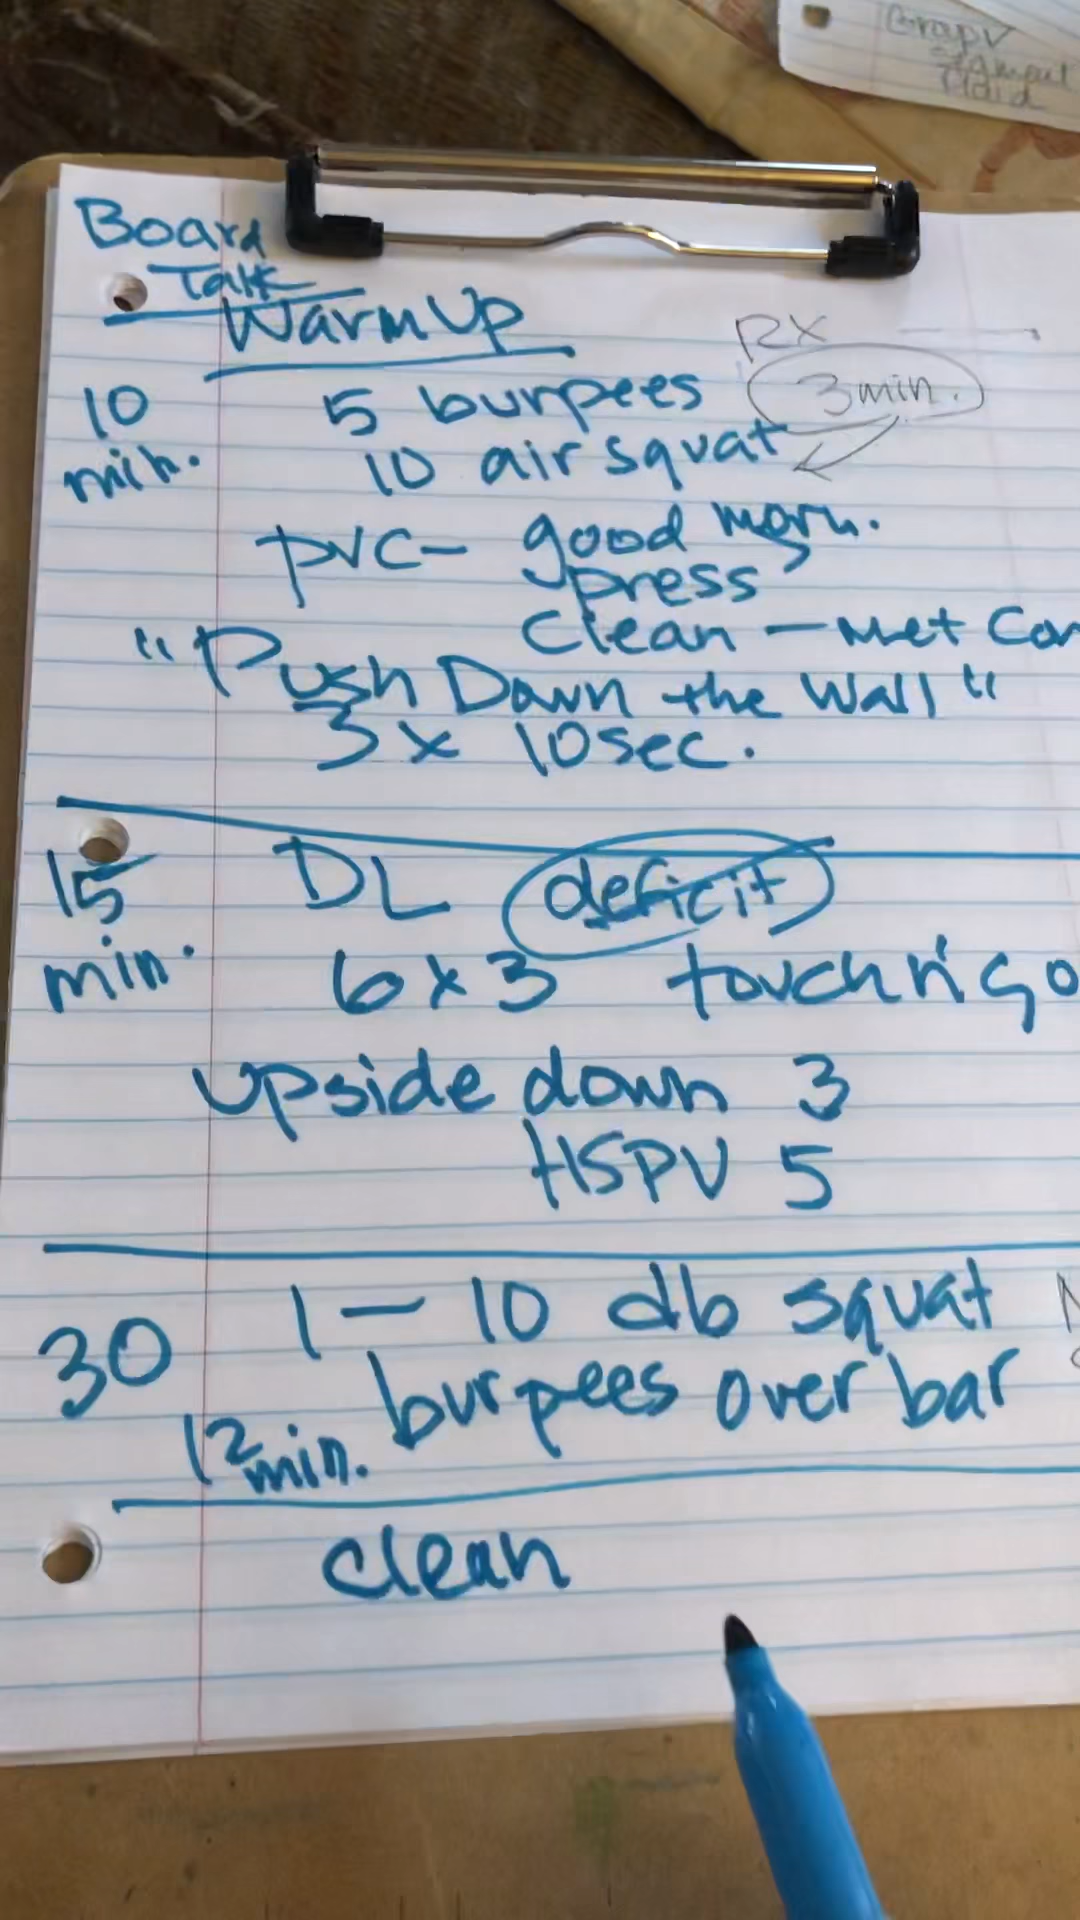 Board
Talk
Warm Up
RX
3 min.
10
min.
5 burpees
10 air squat
PVC- good morn.
press
Clean - Met Con
"Push Down the Wall"
3 x 10 sec.
15
min.
DL deficit
6 x 3 touch n' go
upside down 3
HSPU 5
30
1 - 10 db squat
burpees over bar
12 min.
clean